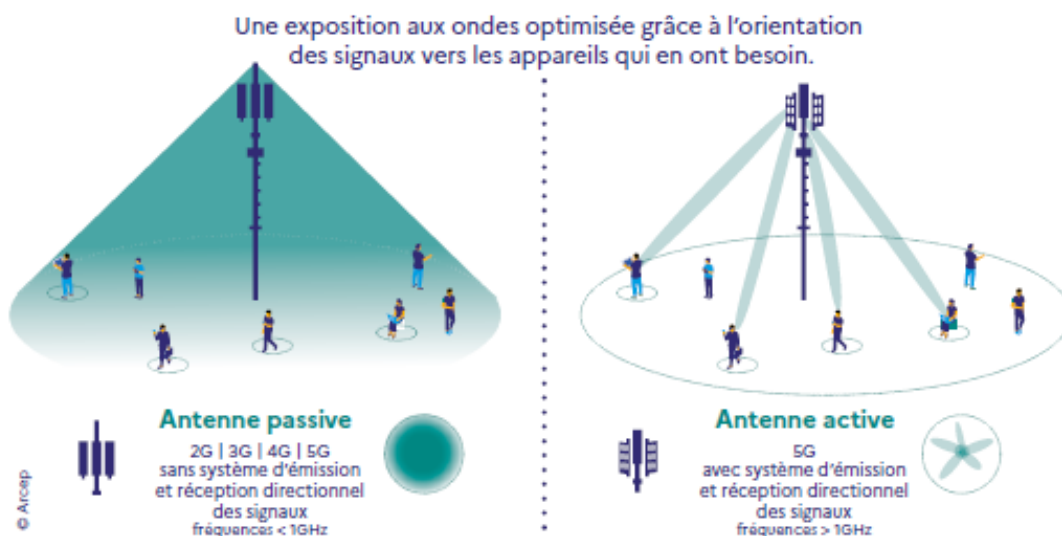 Une exposition aux ondes optimisée grâce à l'orientation
des signaux vers les appareils qui en ont besoin.
Antenne passive
2G | 3G | 4G | 5G
sans système d'émission
et réception directionnel
des signaux
fréquences < 1GHz
Antenne active
5G
avec système d'émission
et réception directionnel
des signaux
fréquences > 1GHz
© Arcep